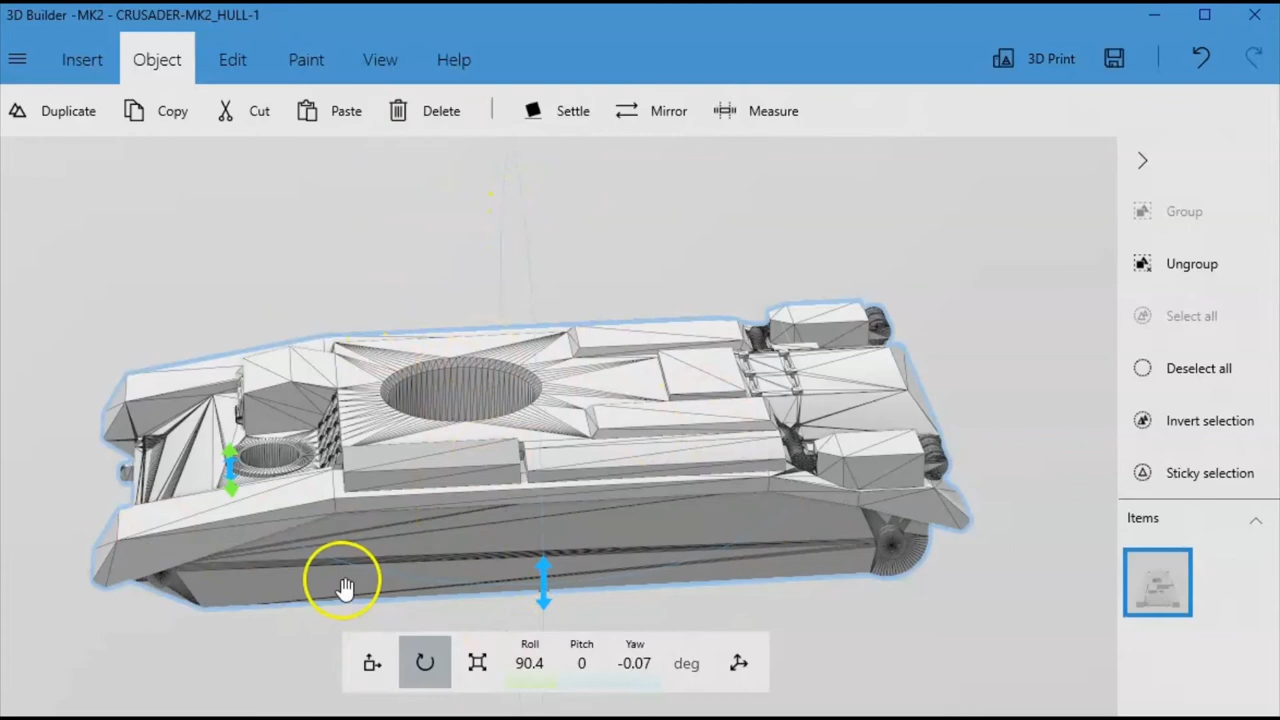 3D Builder - MK2 - CRUSADER-MK2_HULL-1
Insert Object Edit Paint View Help 3D Print
Duplicate Copy Cut Paste Delete Settle Mirror Measure
Group
Ungroup
Select all
Deselect all
Invert selection
Sticky selection
Items
Roll Pitch Yaw
90.4 0 -0.07 deg